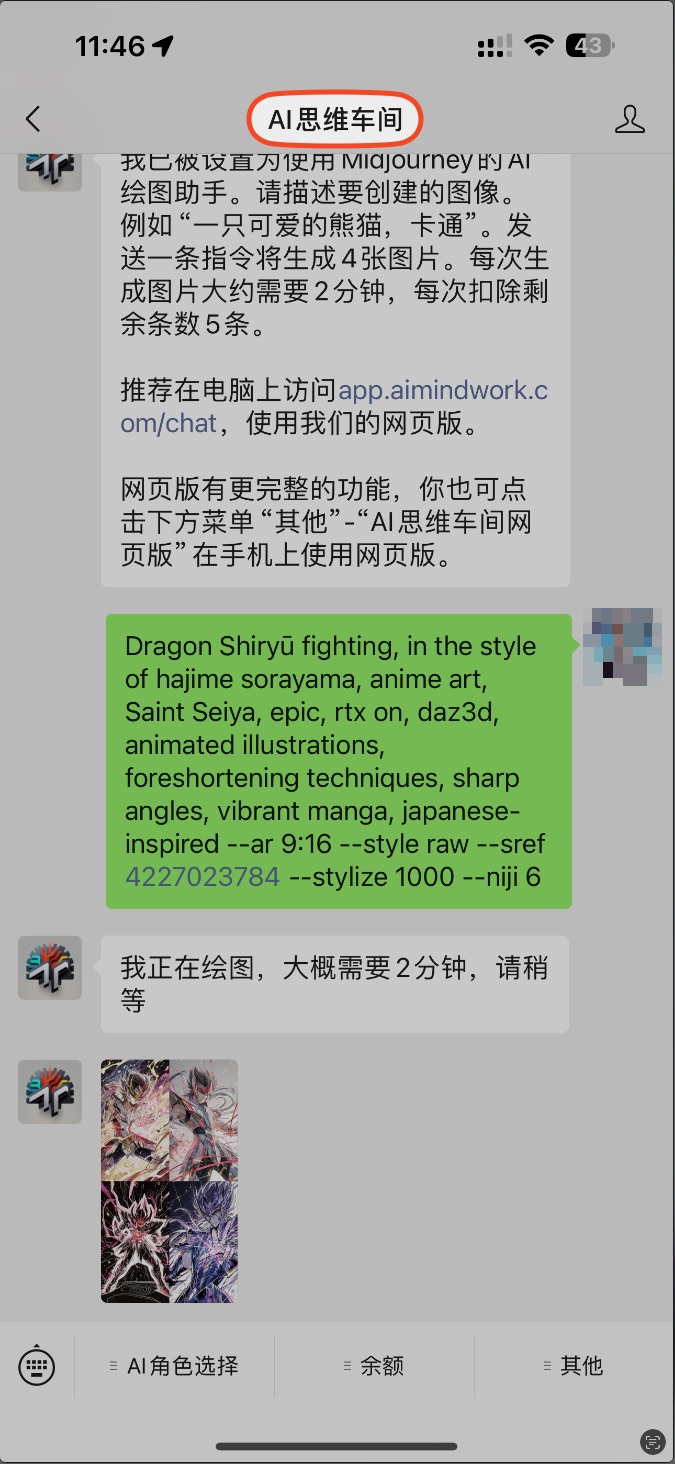 11:46
43
AI思维车间
我已被设置为使用Midjourney的AI
绘图助手。请描述要创建的图像。
例如“一只可爱的熊猫，卡通”。发
送一条指令将生成4张图片。每次生
成图片大约需要2分钟，每次扣除剩
余条数5条。
推荐在电脑上访问app.aimindwork.c
om/chat，使用我们的网页版。
网页版有更完整的功能，你也可点
击下方菜单“其他”-“AI思维车间网
页版”在手机上使用网页版。
Dragon Shiryū fighting, in the style
of hajime sorayama, anime art,
Saint Seiya, epic, rtx on, daz3d,
animated illustrations,
foreshortening techniques, sharp
angles, vibrant manga, japanese-
inspired --ar 9:16 --style raw --sref
4227023784 --stylize 1000 --niji 6
我正在绘图，大概需要2分钟，请稍
等
AI角色选择
余额
其他